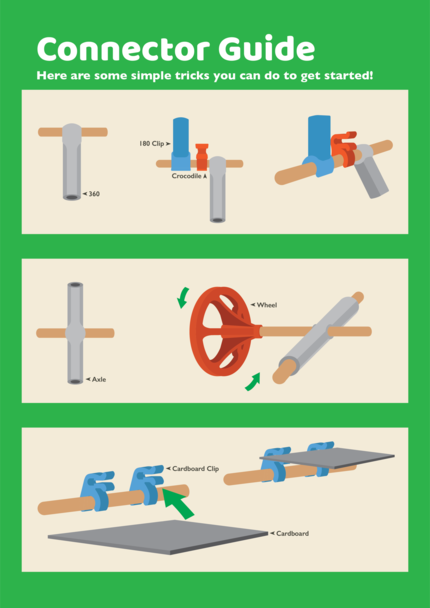 Connector Guide
Here are some simple tricks you can do to get started!
180 Clip
Crocodile
360
Wheel
Axle
Cardboard Clip
Cardboard